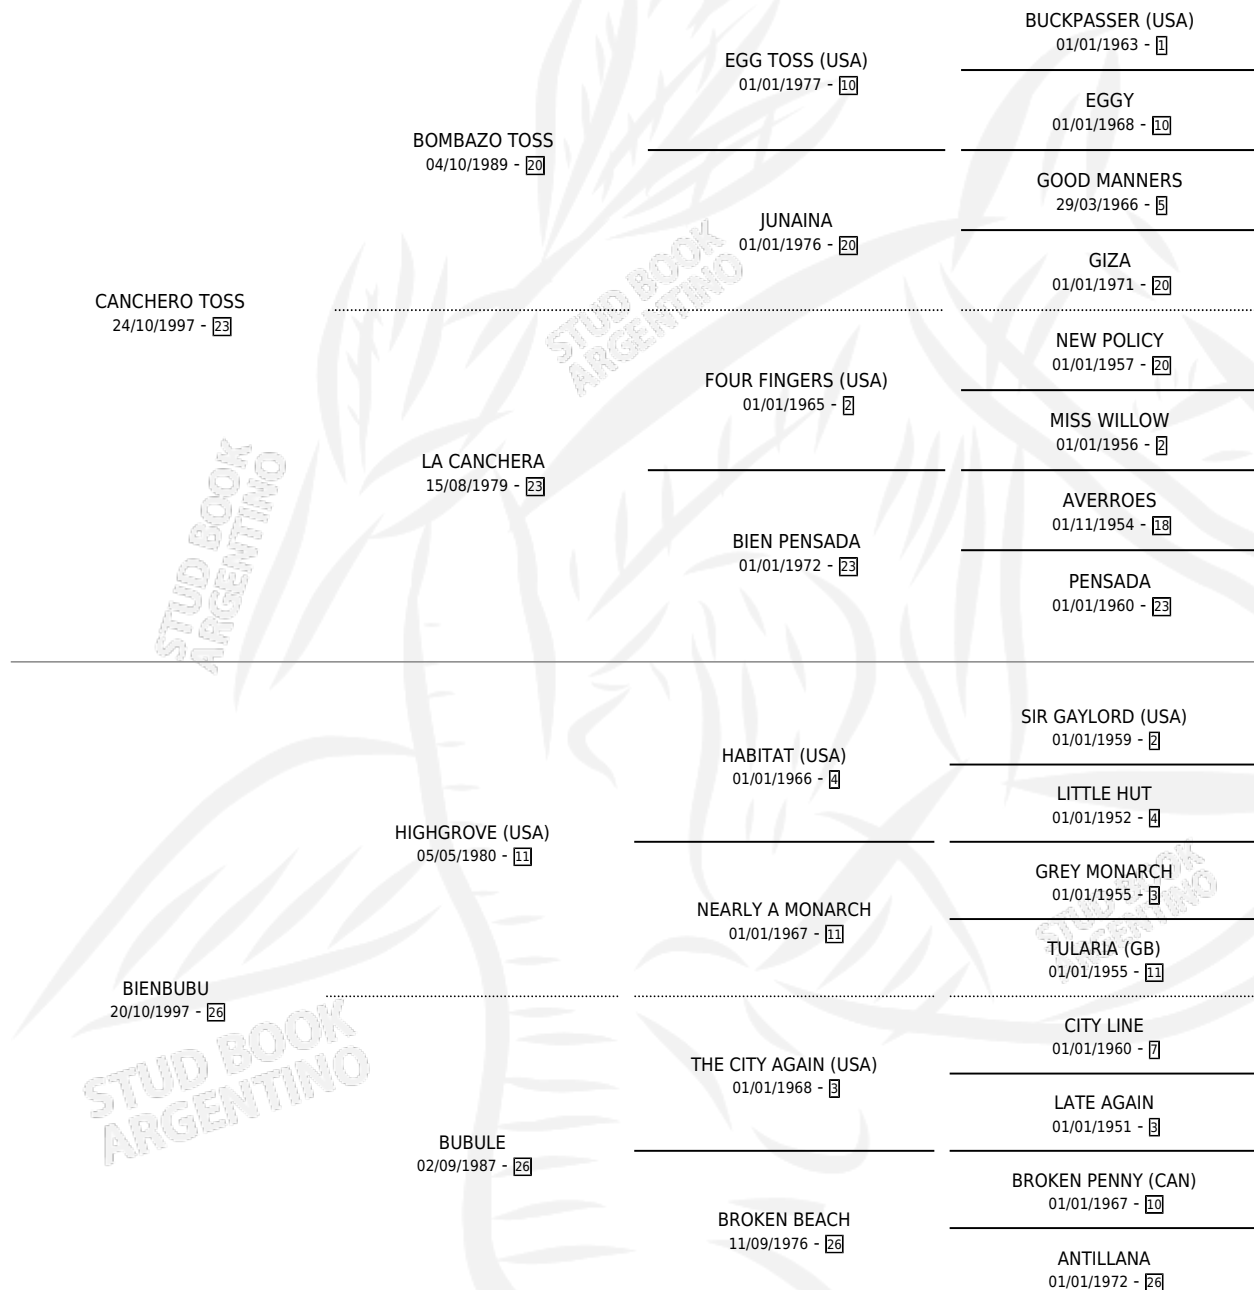 BUCKPASSER (USA)
01/01/1963 - 1
EGG TOSS (USA)
01/01/1977 - 10
EGGY
01/01/1968 - 10
BOMBAZO TOSS
04/10/1989 - 20
GOOD MANNERS
29/03/1966 - 5
JUNAINA
01/01/1976 - 20
GIZA
01/01/1971 - 20
CANCHERO TOSS
24/10/1997 - 23
NEW POLICY
01/01/1957 - 20
FOUR FINGERS (USA)
01/01/1965 - 2
MISS WILLOW
01/01/1956 - 2
LA CANCHERA
15/08/1979 - 23
AVERROES
01/11/1954 - 18
BIEN PENSADA
01/01/1972 - 23
PENSADA
01/01/1960 - 23
STUD BOOK
ARGENTINO
STUD BOOK
ARGENTINO
SIR GAYLORD (USA)
01/01/1959 - 2
HABITAT (USA)
01/01/1966 - 4
LITTLE HUT
01/01/1952 - 4
HIGHGROVE (USA)
05/05/1980 - 11
GREY MONARCH
01/01/1955 - 3
NEARLY A MONARCH
01/01/1967 - 11
TULARIA (GB)
01/01/1955 - 11
STUD BOOK
ARGENTINO
BIENBUBU
20/10/1997 - 26
CITY LINE
01/01/1960 - 7
THE CITY AGAIN (USA)
01/01/1968 - 3
LATE AGAIN
01/01/1951 - 3
STUD BOOK
ARGENTINO
BUBULE
02/09/1987 - 26
BROKEN PENNY (CAN)
01/01/1967 - 10
BROKEN BEACH
11/09/1976 - 26
ANTILLANA
01/01/1972 - 26